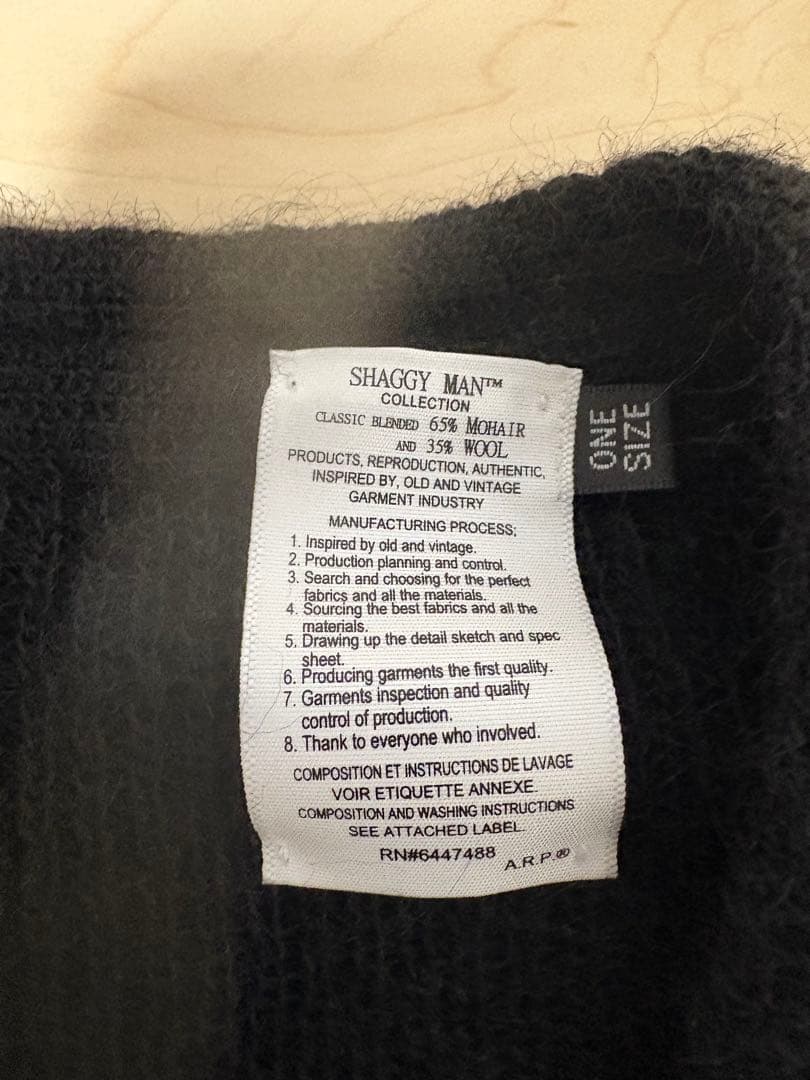 SHAGGY MAN™
COLLECTION
CLASSIC BLENDED 65% MOHAIR
AND 35% WOOL
PRODUCTS, REPRODUCTION, AUTHENTIC,
INSPIRED BY, OLD AND VINTAGE
GARMENT INDUSTRY
MANUFACTURING PROCESS;
1. Inspired by old and vintage.
2. Production planning and control.
3. Search and choosing for the perfect
fabrics and all the materials.
4. Sourcing the best fabrics and all the
materials.
5. Drawing up the detail sketch and spec
sheet.
6. Producing garments the first quality.
7. Garments inspection and quality
control of production.
8. Thank to everyone who involved.
COMPOSITION ET INSTRUCTIONS DE LAVAGE
VOIR ETIQUETTE ANNEXE.
COMPOSITION AND WASHING INSTRUCTIONS
SEE ATTACHED LABEL.
RN#6447488
A.R.P.®
ONE
SIZE